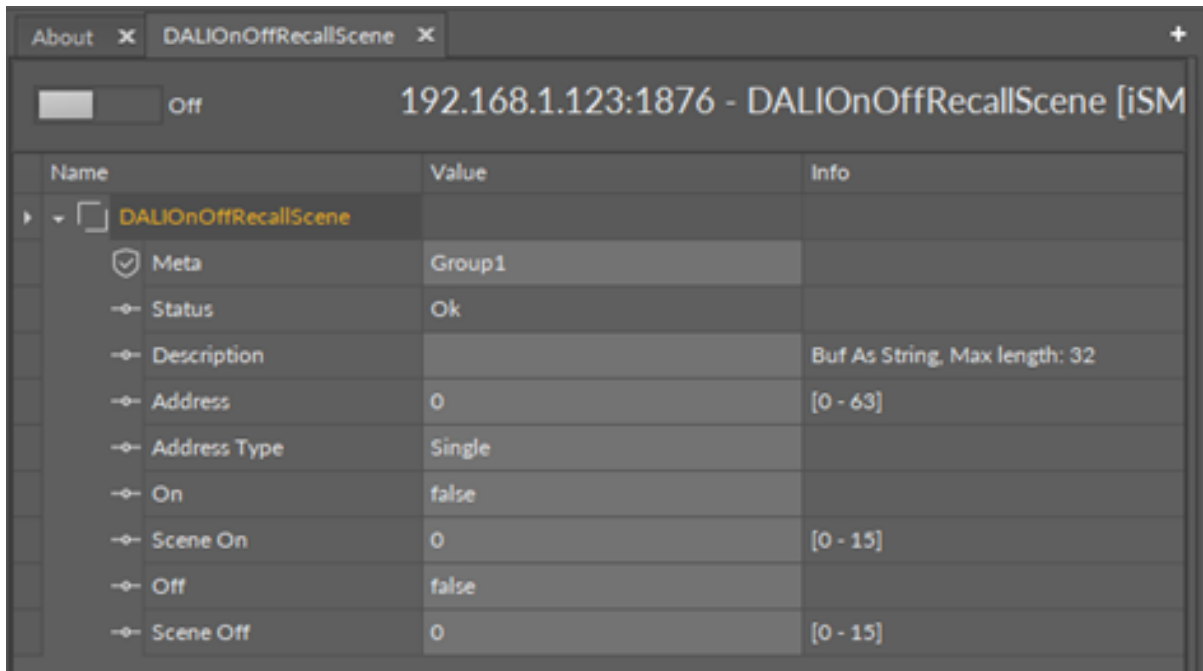 About × DALIOnOffRecallScene × +
Off 192.168.1.123:1876 - DALIOnOffRecallScene [iSM
Name Value Info
DALIOnOffRecallScene
Meta Group1
Status Ok
Description Buf As String, Max length: 32
Address 0 [0 - 63]
Address Type Single
On false
Scene On 0 [0 - 15]
Off false
Scene Off 0 [0 - 15]